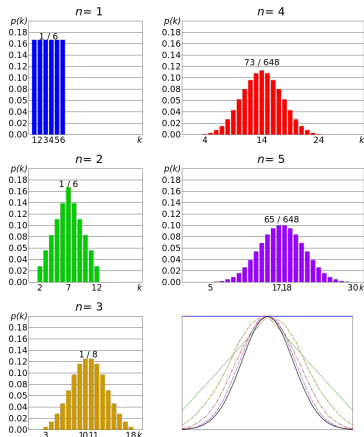 n= 1
p(k)
0.18
0.16
0.14
0.12
0.10
0.08
0.06
0.04
0.02
0.00
1 / 6
1 2 3 4 5 6 k
n= 4
p(k)
0.18
0.16
0.14
0.12
0.10
0.08
0.06
0.04
0.02
0.00
73 / 648
4 14 24 k
n= 2
p(k)
0.18
0.16
0.14
0.12
0.10
0.08
0.06
0.04
0.02
0.00
1 / 6
2 7 12 k
n= 5
p(k)
0.18
0.16
0.14
0.12
0.10
0.08
0.06
0.04
0.02
0.00
65 / 648
5 17,18 30 k
n= 3
p(k)
0.18
0.16
0.14
0.12
0.10
0.08
0.06
0.04
0.02
0.00
1 / 8
3 1011 18 k